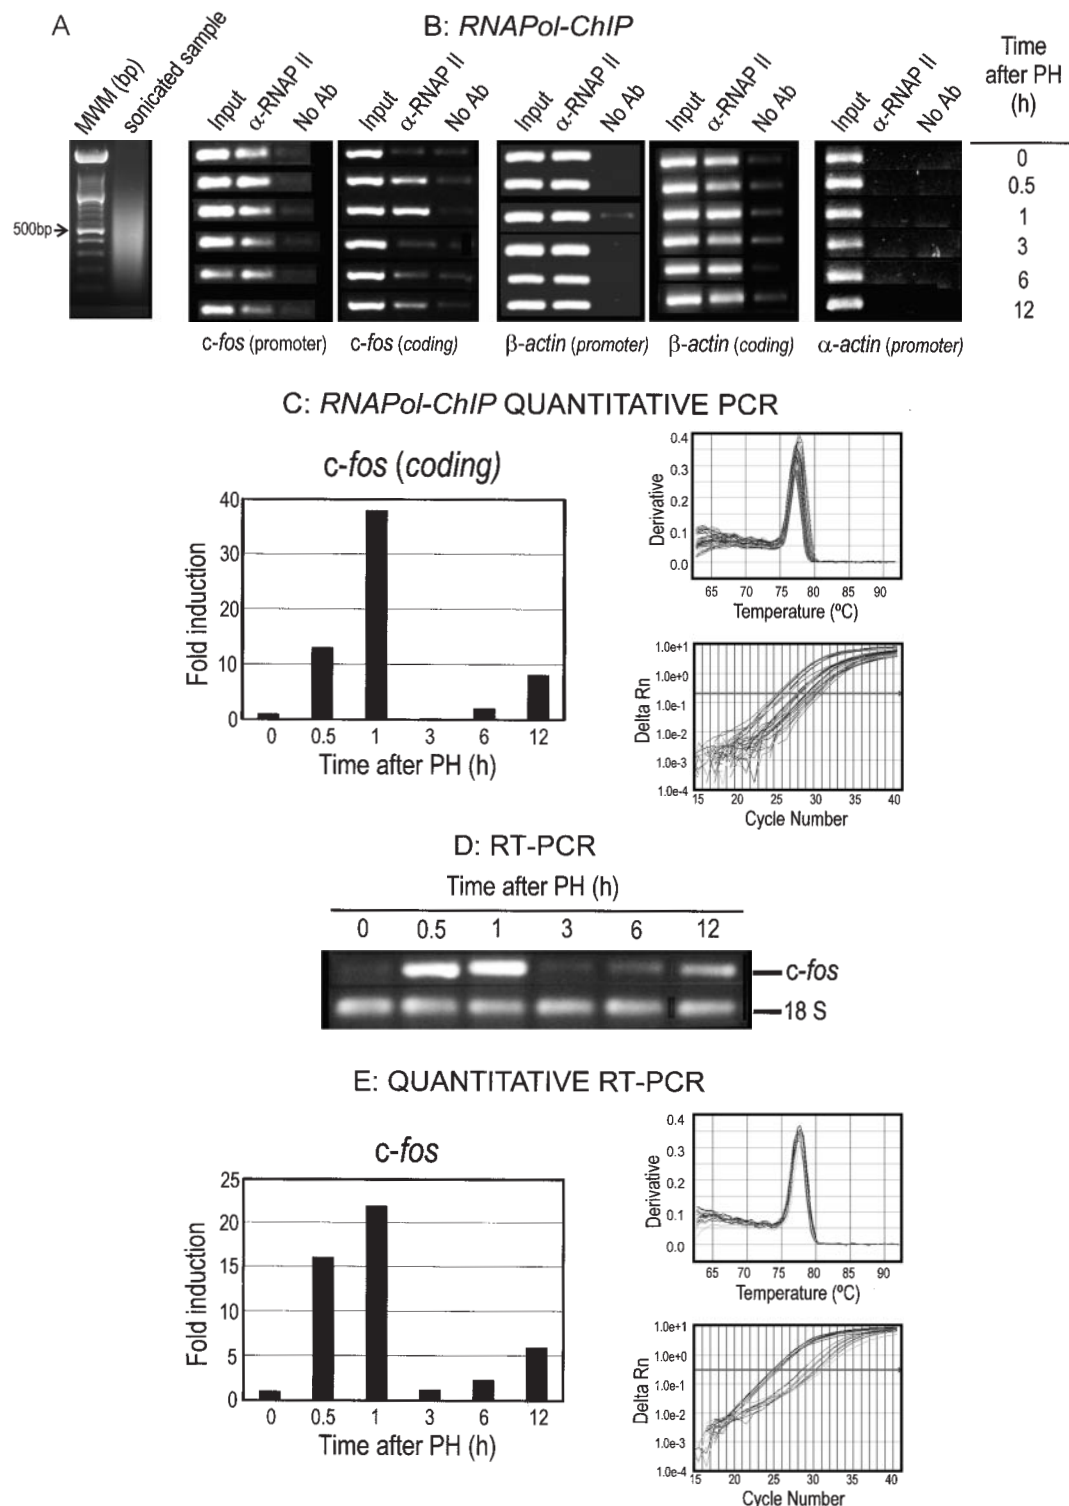 A
B: RNAPol-ChIP
MWM (bp)
sonicated sample
Input
α-RNAP II
No Ab
Input
α-RNAP II
No Ab
Input
α-RNAP II
No Ab
Input
α-RNAP II
No Ab
Input
α-RNAP II
No Ab
Time
after PH
(h)
500bp
0
0.5
1
3
6
12
c-fos (promoter)
c-fos (coding)
β-actin (promoter)
β-actin (coding)
α-actin (promoter)
C: RNAPol-ChIP QUANTITATIVE PCR
c-fos (coding)
Fold induction
40
30
20
10
0
0 0.5 1 3 6 12
Time after PH (h)
Derivative
0.4
0.3
0.2
0.1
0.0
65 70 75 80 85 90
Temperature (ºC)
Delta Rn
1.0e+1
1.0e+0
1.0e-1
1.0e-2
1.0e-3
1.0e-4
15 20 25 30 35 40
Cycle Number
D: RT-PCR
Time after PH (h)
0 0.5 1 3 6 12
c-fos
18 S
E: QUANTITATIVE RT-PCR
c-fos
Fold induction
25
20
15
10
5
0
0 0.5 1 3 6 12
Time after PH (h)
Derivative
0.4
0.3
0.2
0.1
0.0
65 70 75 80 85 90
Temperature (ºC)
Delta Rn
1.0e+1
1.0e+0
1.0e-1
1.0e-2
1.0e-3
1.0e-4
15 20 25 30 35 40
Cycle Number